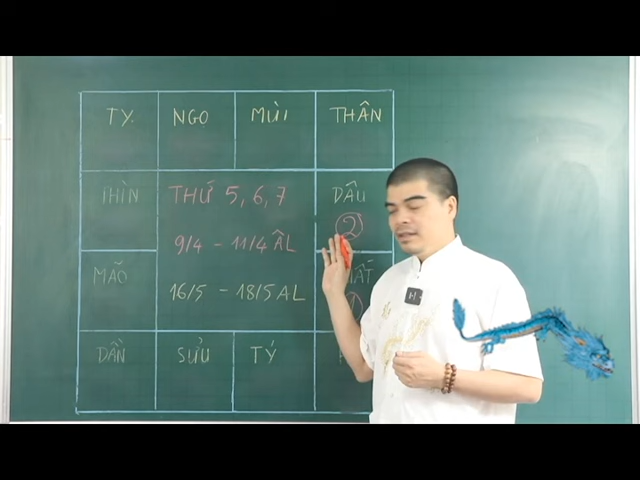 TY. NGỌ MÙI THÂN
THÌN THỨ 5, 6, 7 DẬU
2
9/4 - 11/4 ÂL
MÃO
16/5 - 18/5 AL
DẦN SỬU TÝ